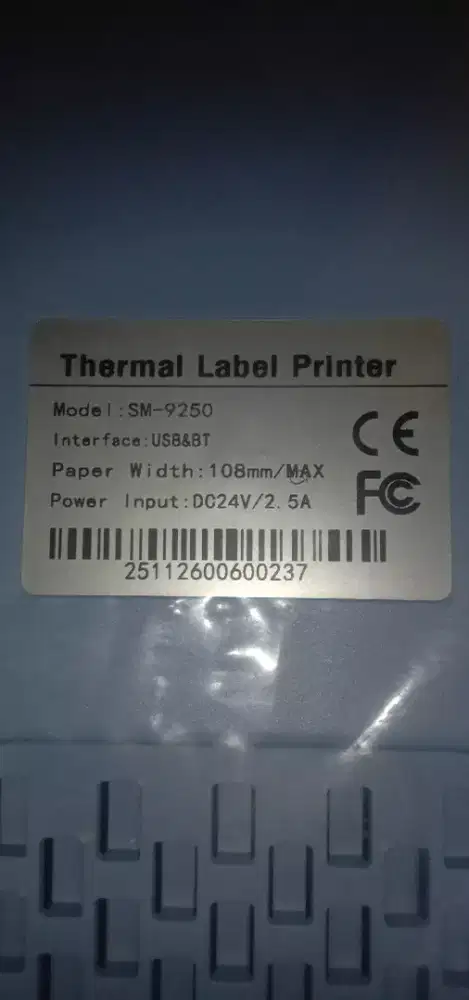 Thermal Label Printer
Model:SM-9250
Interface:USB&BT
Paper Width:108mm/MAX
Power Input:DC24V/2.5A
CE
FC
25112600600237